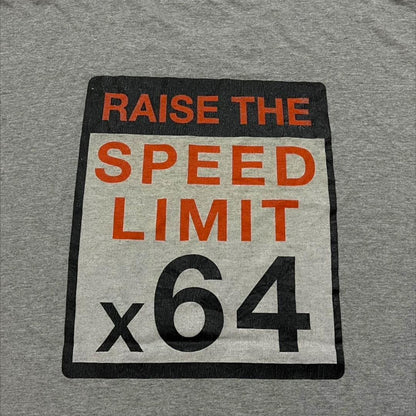 RAISE THE
SPEED
LIMIT
x64